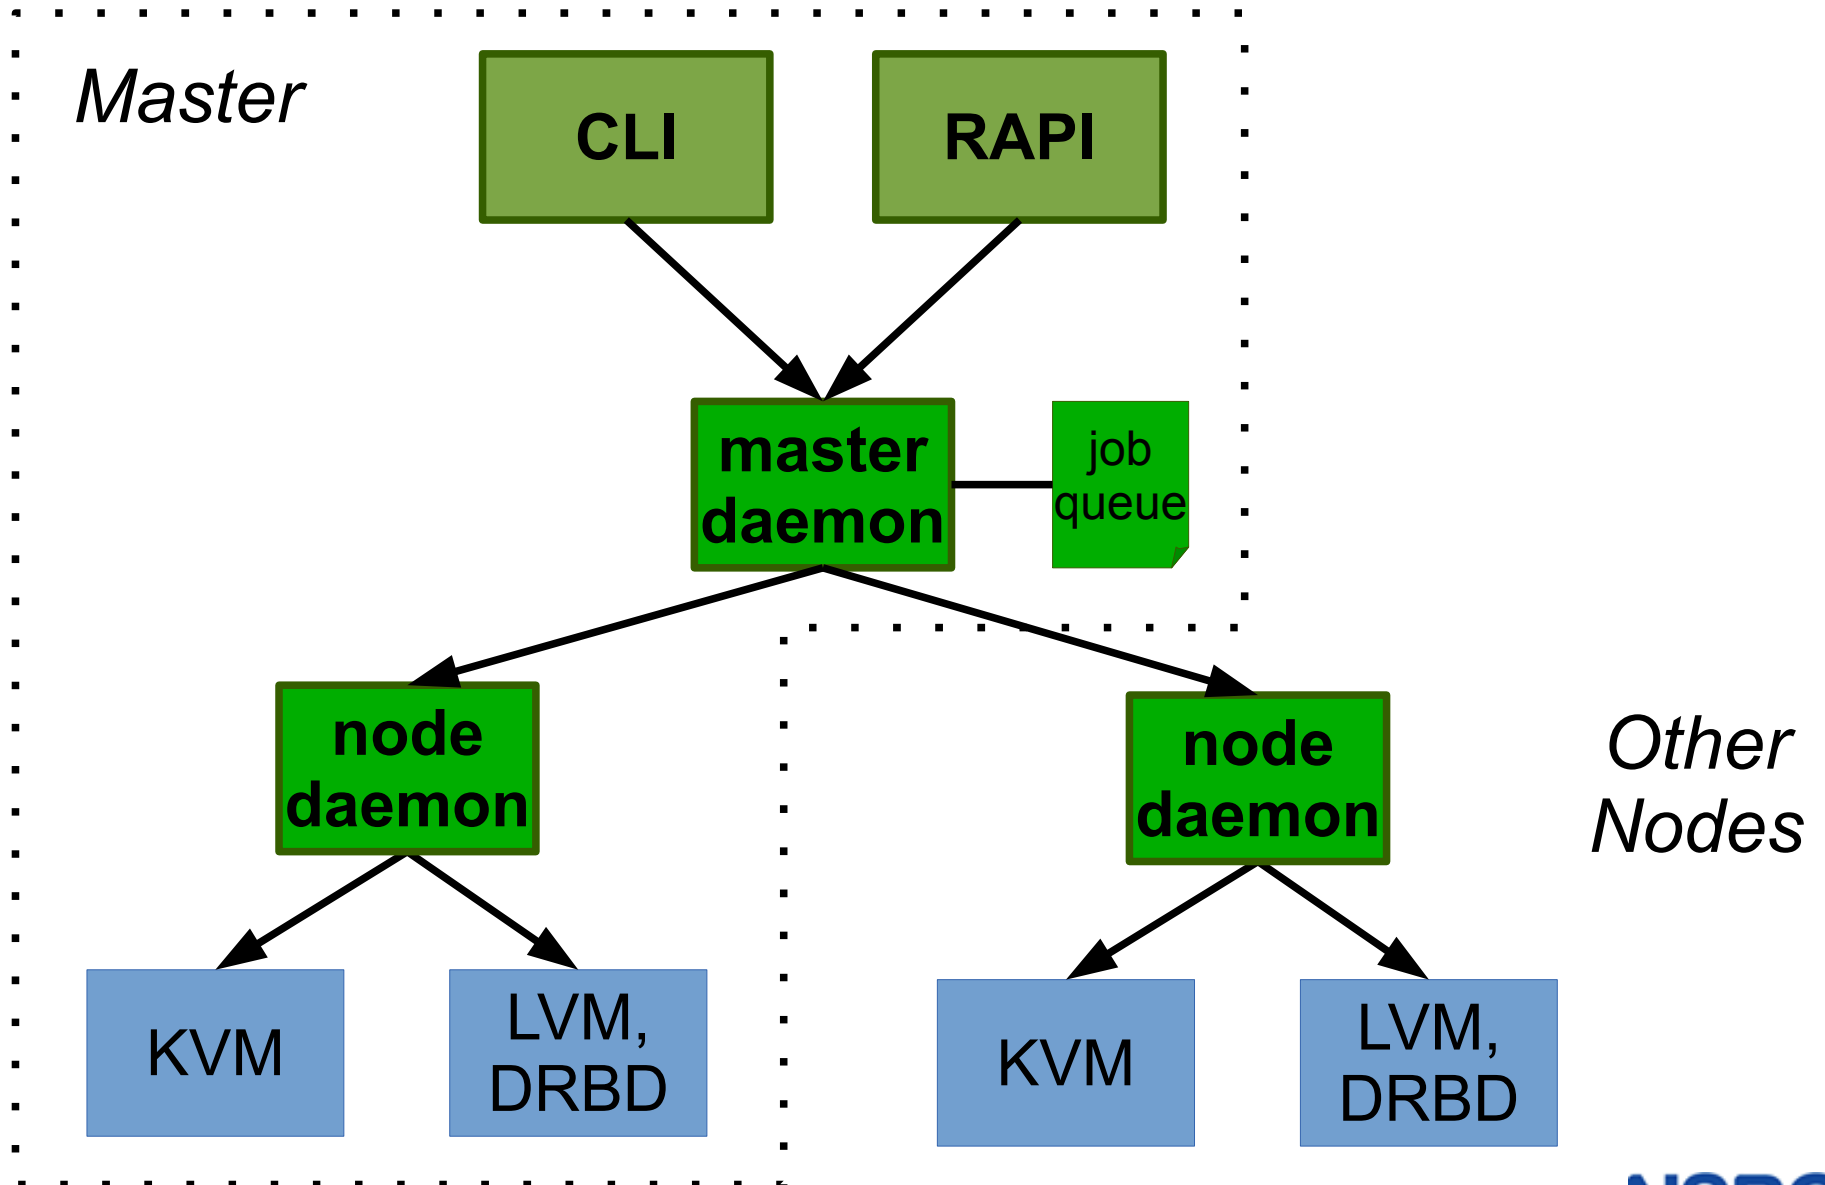 Master
CLI
RAPI
master
daemon
job
queue
node
daemon
node
daemon
Other
Nodes
KVM
LVM,
DRBD
KVM
LVM,
DRBD